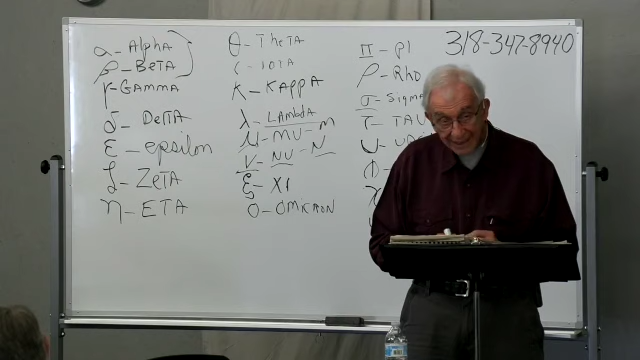 α- Alpha
β- BeTA
γ- GAMMA
δ- DelTA
ε- epsilon
ζ- ZeTA
η- ETA
θ- TheTA
ι- IOTA
κ- KAppA
λ- LAmbdA
μ- MU- m
ν- NU- N
ξ- XI
ο- OMIKRON
π- pI
ρ- Rho
σ- SigmA
τ- TAU
υ-
φ-
χ
318-347-8940